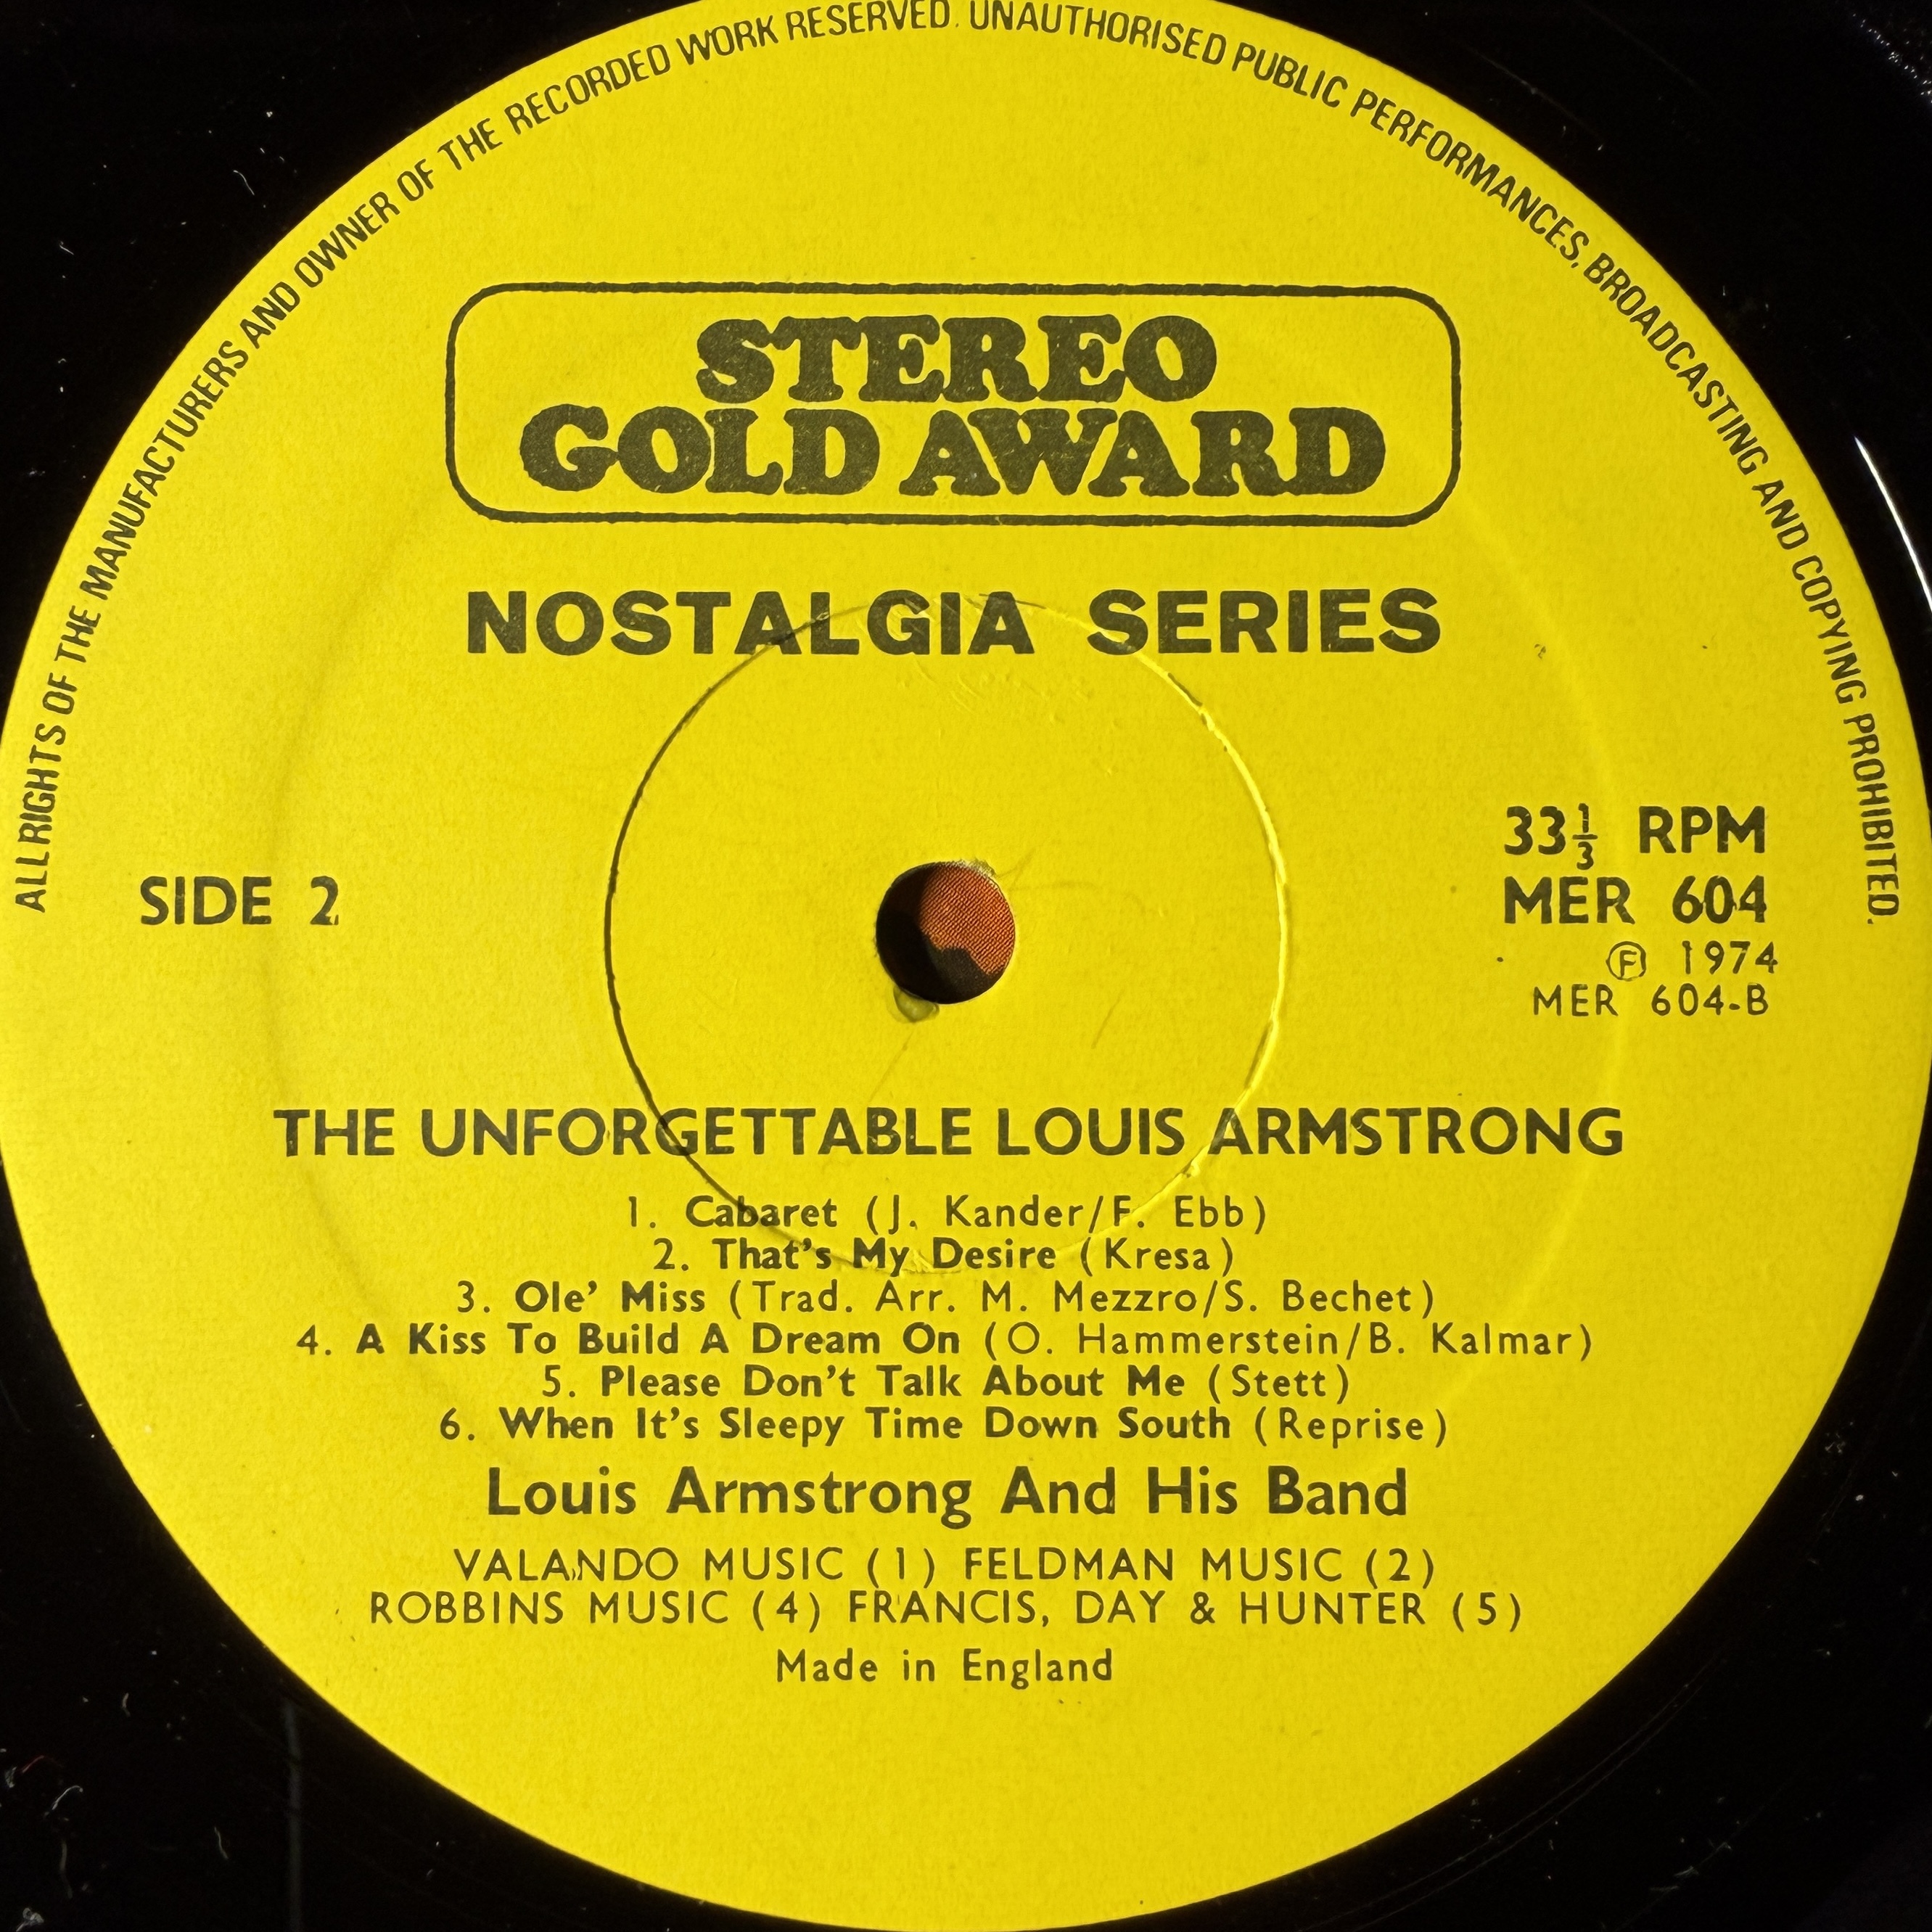 ALL RIGHTS OF THE MANUFACTURERS AND OWNER OF THE RECORDED WORK RESERVED. UNAUTHORISED PUBLIC PERFORMANCES, BROADCASTING AND COPYING PROHIBITED.
STEREO
GOLD AWARD
NOSTALGIA SERIES
SIDE 2
33⅓ RPM
MER 604
Ⓕ 1974
MER 604-B
THE UNFORGETTABLE LOUIS ARMSTRONG
1. Cabaret (J. Kander/F. Ebb)
2. That's My Desire (Kresa)
3. Ole' Miss (Trad. Arr. M. Mezzro/S. Bechet)
4. A Kiss To Build A Dream On (O. Hammerstein/B. Kalmar)
5. Please Don't Talk About Me (Stett)
6. When It's Sleepy Time Down South (Reprise)
Louis Armstrong And His Band
VALANDO MUSIC (1) FELDMAN MUSIC (2)
ROBBINS MUSIC (4) FRANCIS, DAY & HUNTER (5)
Made in England